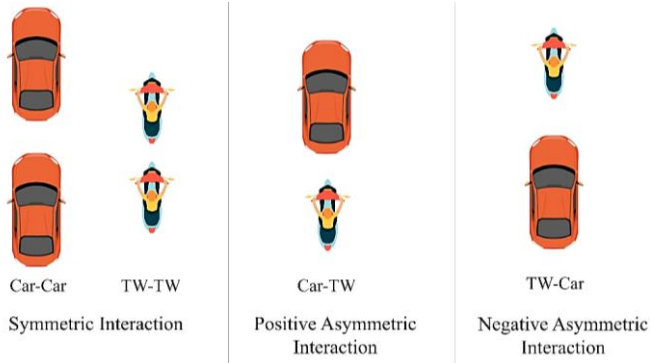 Car-Car
TW-TW
Symmetric Interaction
Car-TW
Positive Asymmetric
Interaction
TW-Car
Negative Asymmetric
Interaction